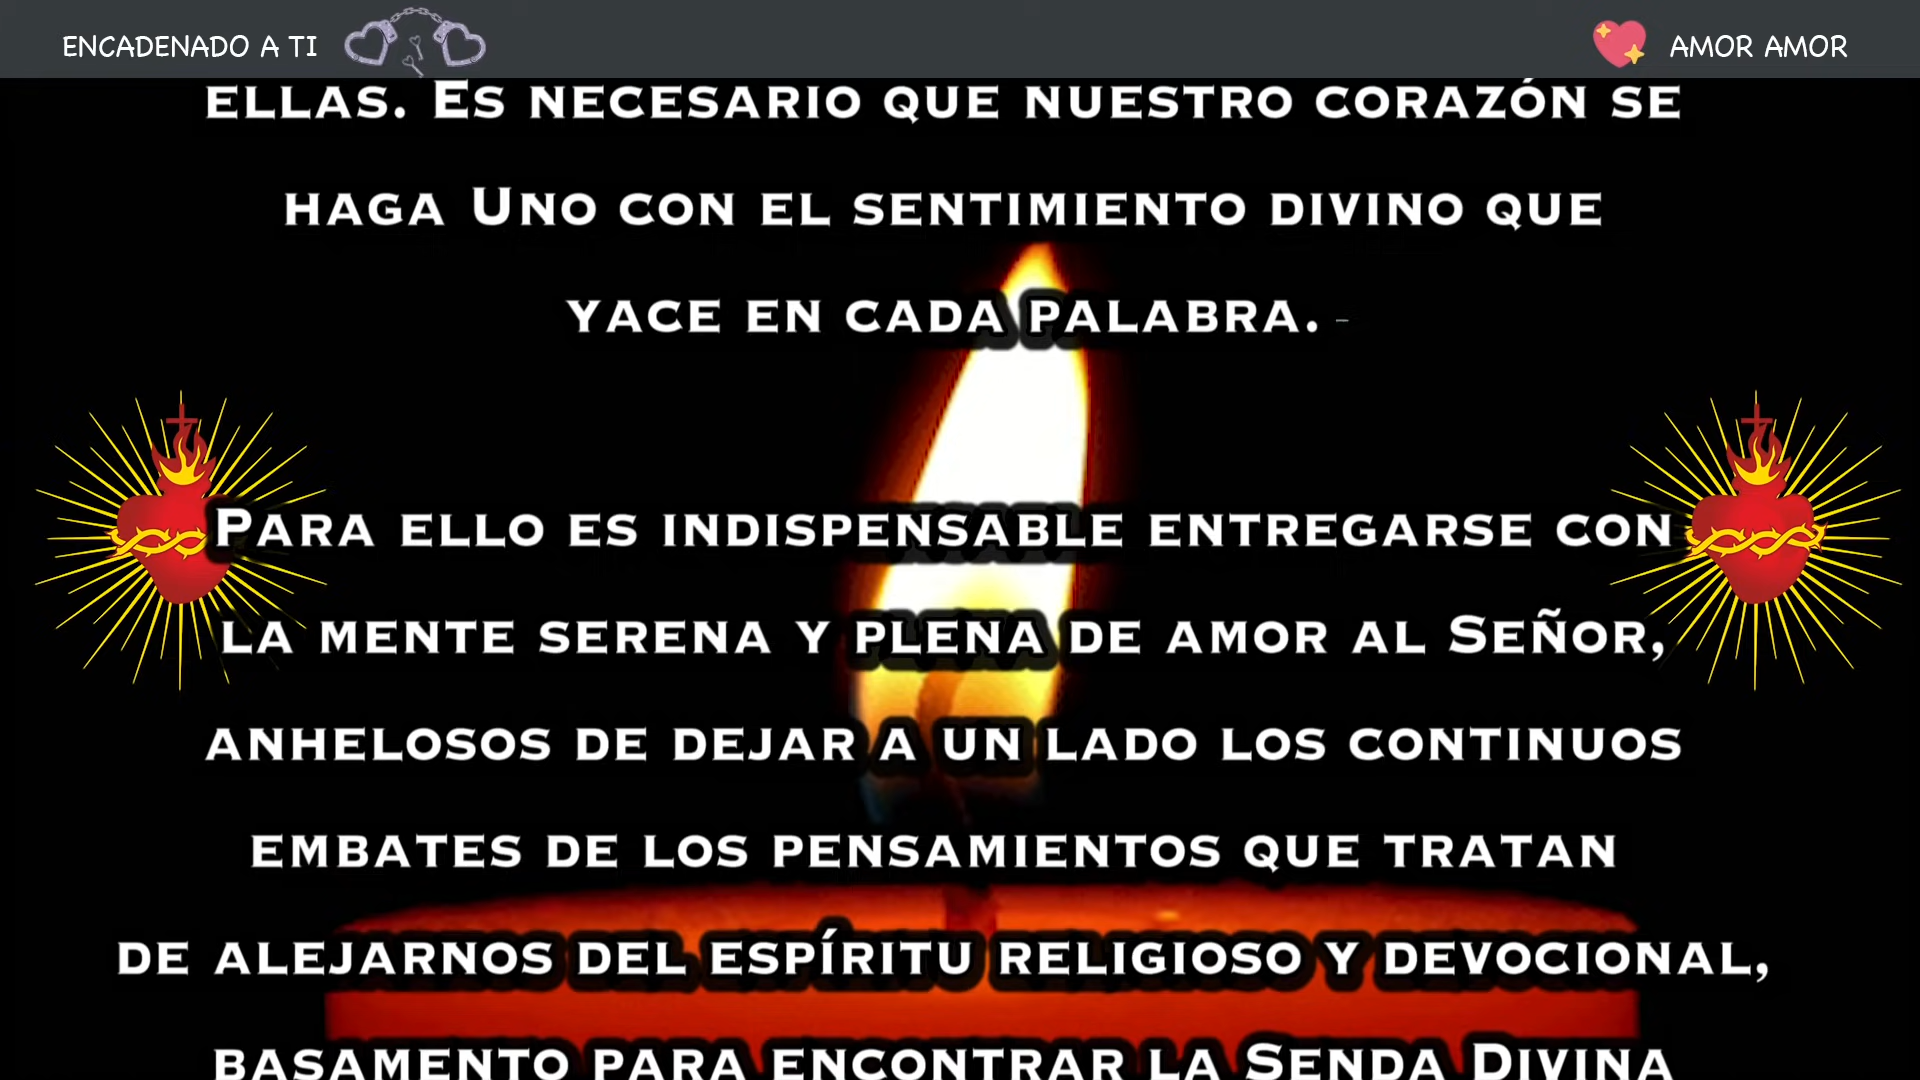 ENCADENADO A TI
AMOR AMOR
ELLAS. ES NECESARIO QUE NUESTRO CORAZÓN SE
HAGA UNO CON EL SENTIMIENTO DIVINO QUE
YACE EN CADA PALABRA. -
PARA ELLO ES INDISPENSABLE ENTREGARSE CON
LA MENTE SERENA Y PLENA DE AMOR AL SEÑOR,
ANHELOSOS DE DEJAR A UN LADO LOS CONTINUOS
EMBATES DE LOS PENSAMIENTOS QUE TRATAN
DE ALEJARNOS DEL ESPÍRITU RELIGIOSO Y DEVOCIONAL,
BASAMENTO PARA ENCONTRAR LA SENDA DIVINA